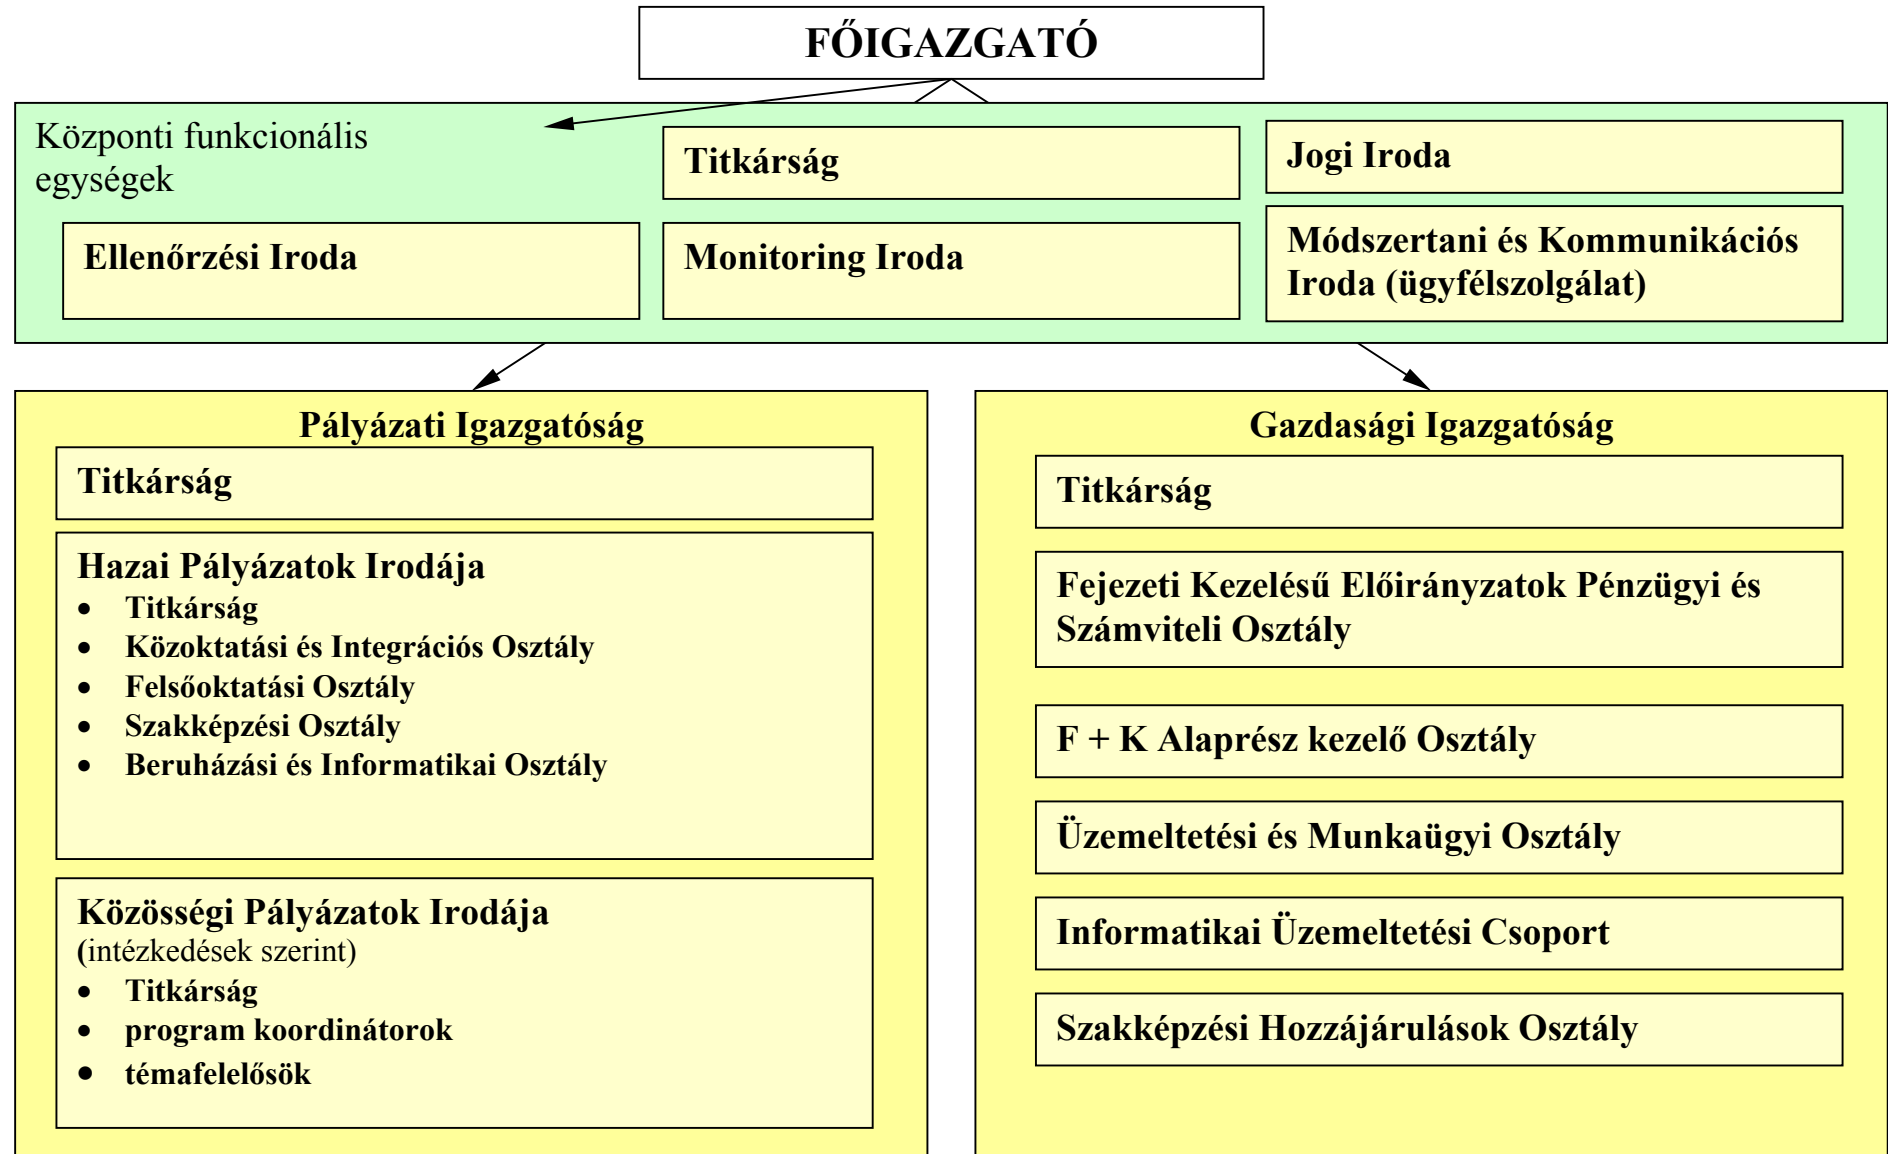 FŐIGAZGATÓ
Központi funkcionális
egységek
Titkárság
Jogi Iroda
Ellenőrzési Iroda
Monitoring Iroda
Módszertani és Kommunikációs
Iroda (ügyfélszolgálat)
Pályázati Igazgatóság
Titkárság
Hazai Pályázatok Irodája
• Titkárság
• Közoktatási és Integrációs Osztály
• Felsőoktatási Osztály
• Szakképzési Osztály
• Beruházási és Informatikai Osztály
Közösségi Pályázatok Irodája
(intézkedések szerint)
• Titkárság
• program koordinátorok
• témafelelősök
Gazdasági Igazgatóság
Titkárság
Fejezeti Kezelésű Előirányzatok Pénzügyi és
Számviteli Osztály
F + K Alaprész kezelő Osztály
Üzemeltetési és Munkaügyi Osztály
Informatikai Üzemeltetési Csoport
Szakképzési Hozzájárulások Osztály